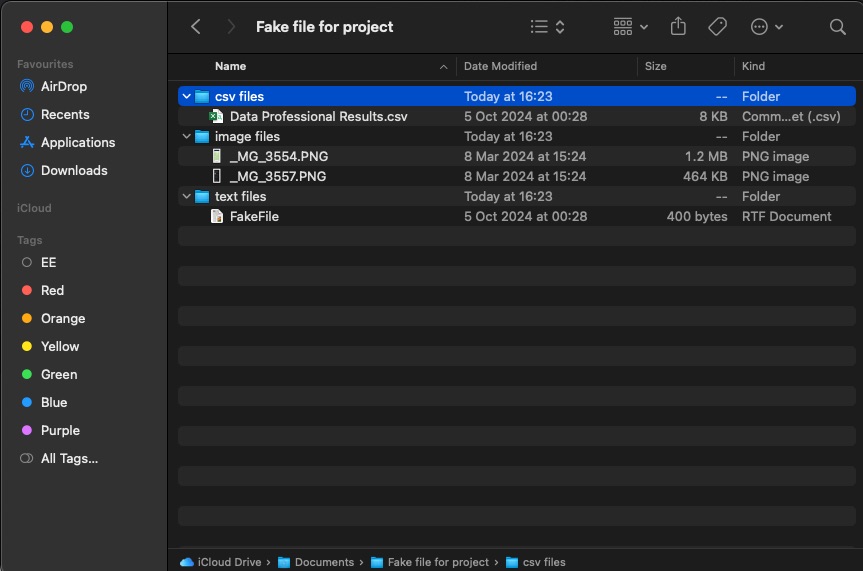 Fake file for project
Favourites
AirDrop
Recents
Applications
Downloads
iCloud
Tags
EE
Red
Orange
Yellow
Green
Blue
Purple
All Tags...
Name Date Modified Size Kind
csv files Today at 16:23 -- Folder
Data Professional Results.csv 5 Oct 2024 at 00:28 8 KB Comm...et (.csv)
image files Today at 16:23 -- Folder
_MG_3554.PNG 8 Mar 2024 at 15:24 1.2 MB PNG image
_MG_3557.PNG 8 Mar 2024 at 15:24 464 KB PNG image
text files Today at 16:23 -- Folder
FakeFile 5 Oct 2024 at 00:28 400 bytes RTF Document
iCloud Drive › Documents › Fake file for project › csv files